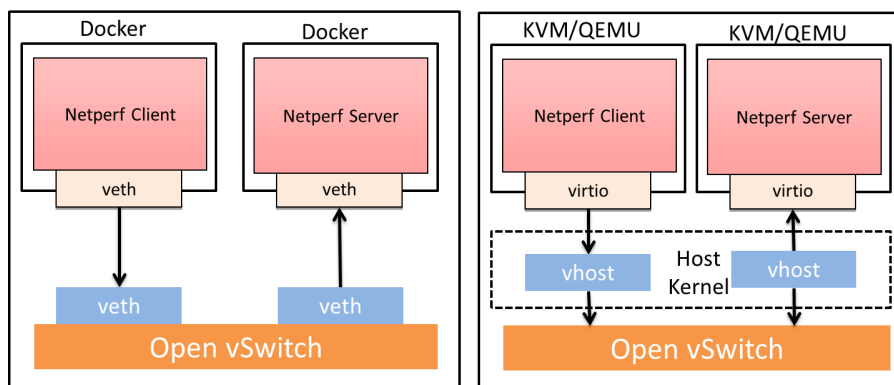 Docker
Docker
Netperf Client
Netperf Server
veth
veth
veth
veth
Open vSwitch
KVM/QEMU
KVM/QEMU
Netperf Client
Netperf Server
virtio
virtio
vhost
Host
Kernel
vhost
Open vSwitch